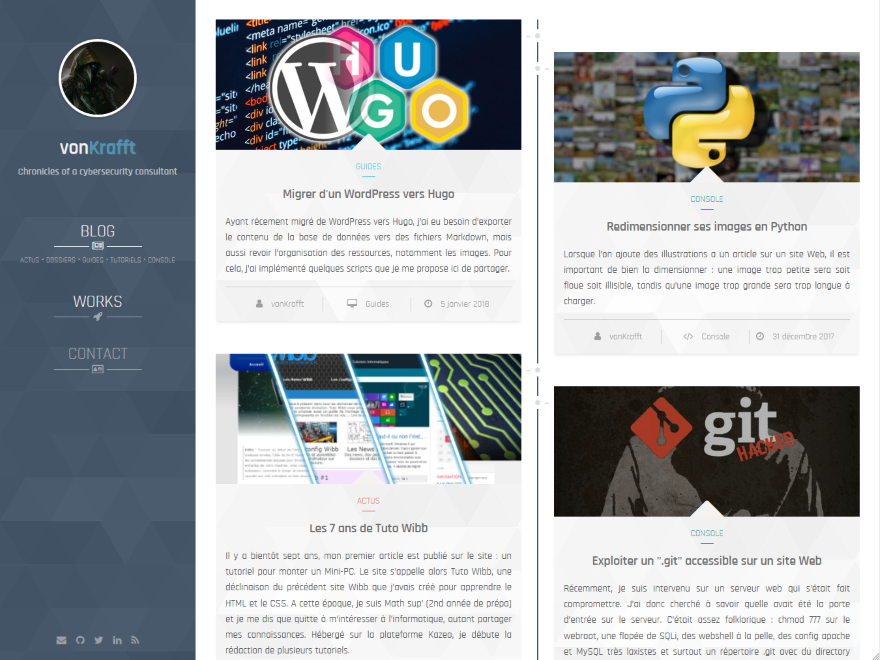 vonKrafft
Chronicles of a cybersecurity consultant
BLOG
ACTUS • DOSSIERS • GUIDES • TUTORIELS • CONSOLE
WORKS
CONTACT
HUGO
W
GUIDES
Migrer d'un WordPress vers Hugo
Ayant récement migré de WordPress vers Hugo, j'ai eu besoin d'exporter
le contenu de la base de données vers des fichiers Markdown, mais
aussi revoir l'organisation des ressources, notamment les images. Pour
cela, j'ai implémenté quelques scripts que je me propose ici de partager.
vonKrafft
Guides
5 janvier 2018
CONSOLE
Redimensionner ses images en Python
Lorsque l'on ajoute des illustrations a un article sur un site Web, il est
important de bien la dimensionner : une image trop petite sera soit
floue soit illisible, tandis qu'une image trop grande sera trop longue à
charger.
vonKrafft
Console
31 décem0re 2017
ACTUS
Les 7 ans de Tuto Wibb
Il y a bientôt sept ans, mon premier article est publié sur le site : un
tutoriel pour monter un Mini-PC. Le site s'appelle alors Tuto Wibb, une
déclinaison du précédent site Wibb que j'avais créé pour apprendre le
HTML et le CSS. A cette époque, je suis Math sup' (2nd année de prépa)
et je me dis que quitte à m'intéresser à l'informatique, autant partager
mes connaissances. Hébergé sur la plateforme Kazeo, je débute la
rédaction de plusieurs tutoriels.
git
HACKED
CONSOLE
Exploiter un ".git" accessible sur un site Web
Récemment, je suis intervenu sur un serveur web qui s'était fait
compromettre. J'ai donc cherché à savoir quelle avait été la porte
d'entrée sur le serveur. C'était assez folklorique : chmod 777 sur le
webroot, une flopée de SQLi, des webshell à la pelle, des config apache
et MySQL très laxistes et surtout un répertoire .git avec du directory